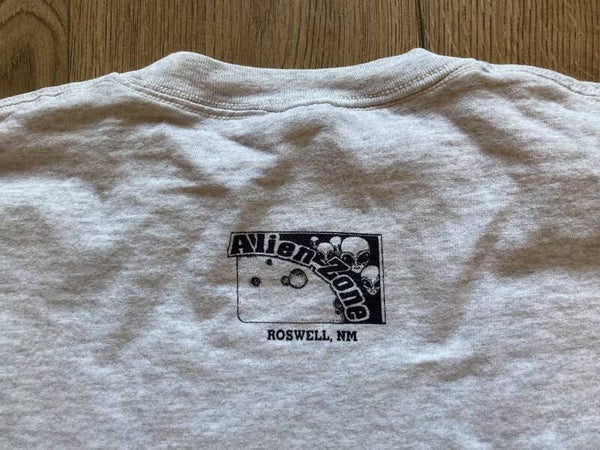 Alien Zone
ROSWELL, NM